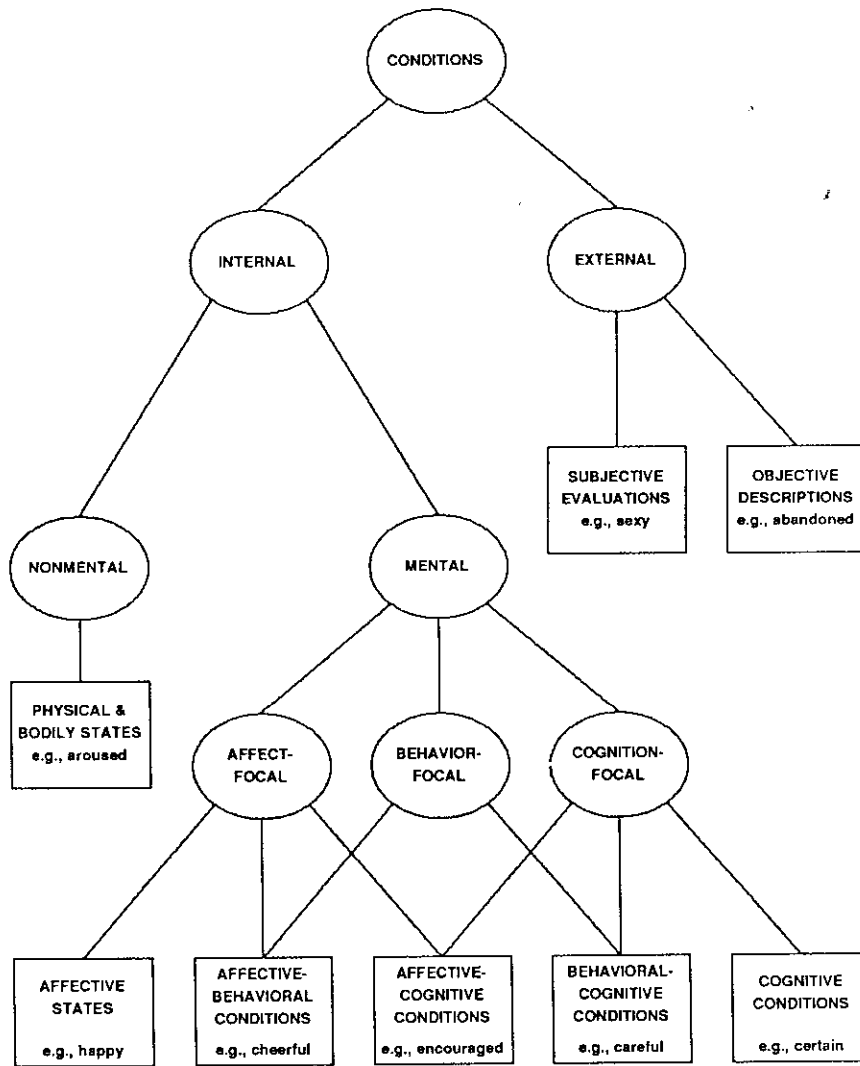 CONDITIONS
INTERNAL
EXTERNAL
SUBJECTIVE
EVALUATIONS
e.g., sexy
OBJECTIVE
DESCRIPTIONS
e.g., abandoned
NONMENTAL
MENTAL
PHYSICAL &
BODILY STATES
e.g., aroused
AFFECT-
FOCAL
BEHAVIOR-
FOCAL
COGNITION-
FOCAL
AFFECTIVE
STATES
e.g., happy
AFFECTIVE-
BEHAVIORAL
CONDITIONS
e.g., cheerful
AFFECTIVE-
COGNITIVE
CONDITIONS
e.g., encouraged
BEHAVIORAL-
COGNITIVE
CONDITIONS
e.g., careful
COGNITIVE
CONDITIONS
e.g., certain